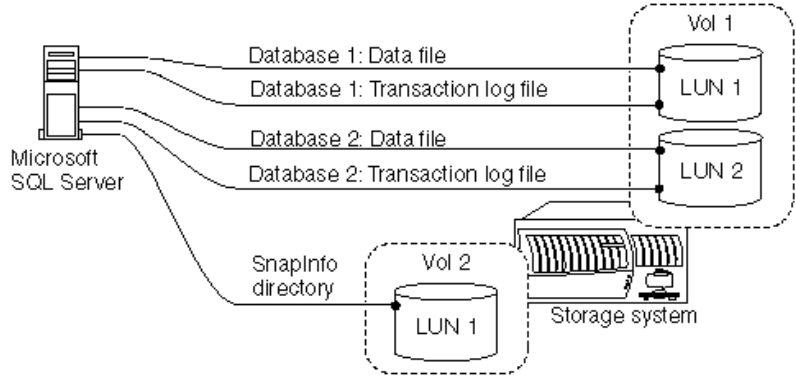 Vol 1
Database 1: Data file
Database 1: Transaction log file
LUN 1
Database 2: Data file
Database 2: Transaction log file
LUN 2
Microsoft
SQL Server
SnapInfo
directory
Vol 2
LUN 1
Storage system